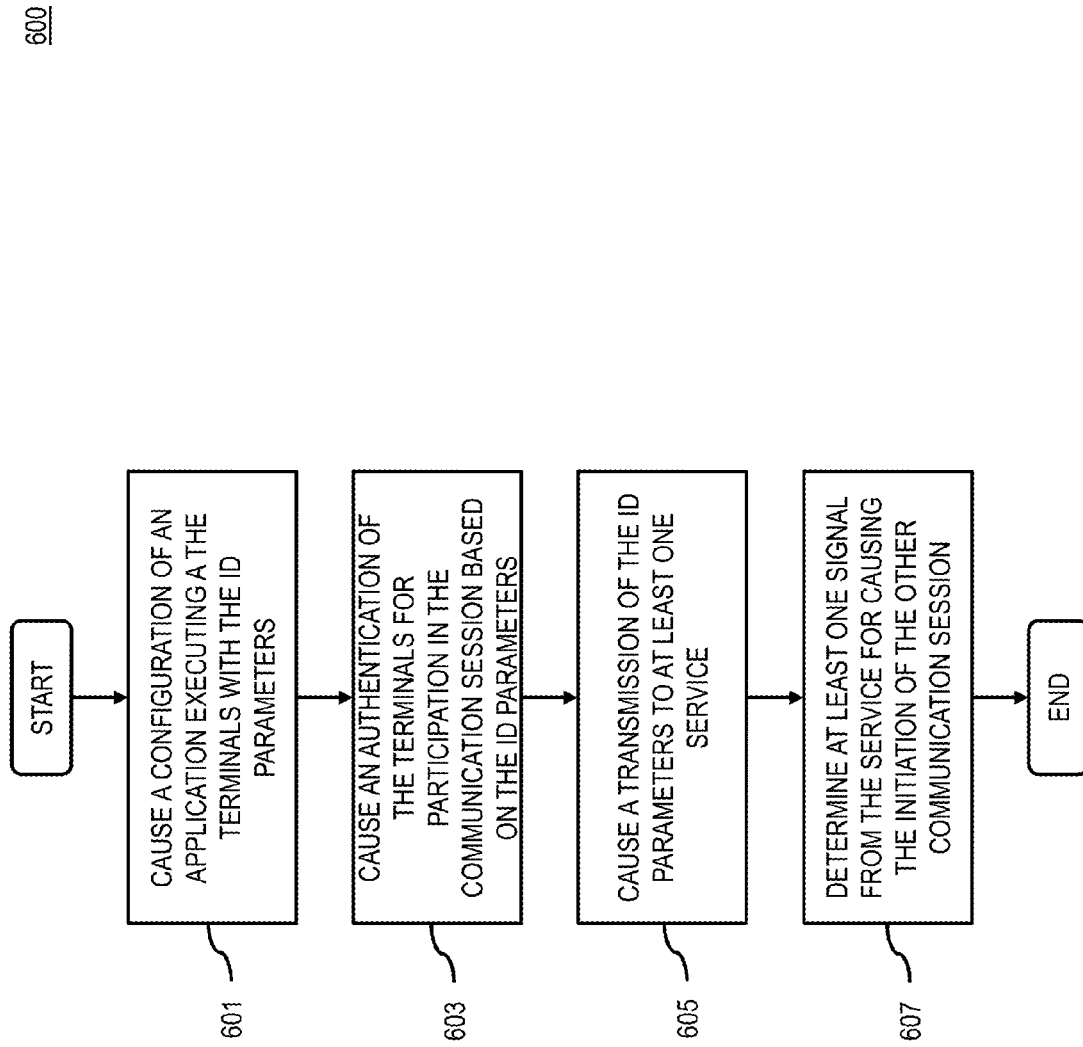 600
START
CAUSE A CONFIGURATION OF AN
APPLICATION EXECUTING A THE
TERMINALS WITH THE ID
PARAMETERS
601
CAUSE AN AUTHENTICATION OF
THE TERMINALS FOR
PARTICIPATION IN THE
COMMUNICATION SESSION BASED
ON THE ID PARAMETERS
603
CAUSE A TRANSMISSION OF THE ID
PARAMETERS TO AT LEAST ONE
SERVICE
605
DETERMINE AT LEAST ONE SIGNAL
FROM THE SERVICE FOR CAUSING
THE INITIATION OF THE OTHER
COMMUNICATION SESSION
607
END